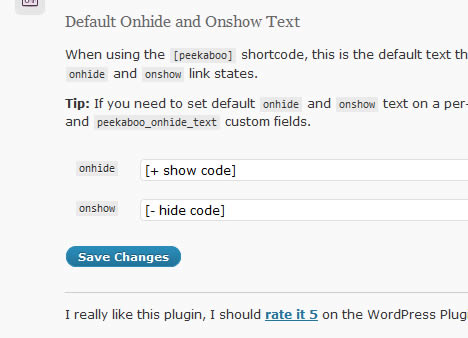 Default Onhide and Onshow Text
When using the [peekaboo] shortcode, this is the default text th
onhide and onshow link states.
Tip: If you need to set default onhide and onshow text on a per-
and peekaboo_onhide_text custom fields.
onhide [+ show code]
onshow [- hide code]
Save Changes
I really like this plugin, I should rate it 5 on the WordPress Plug